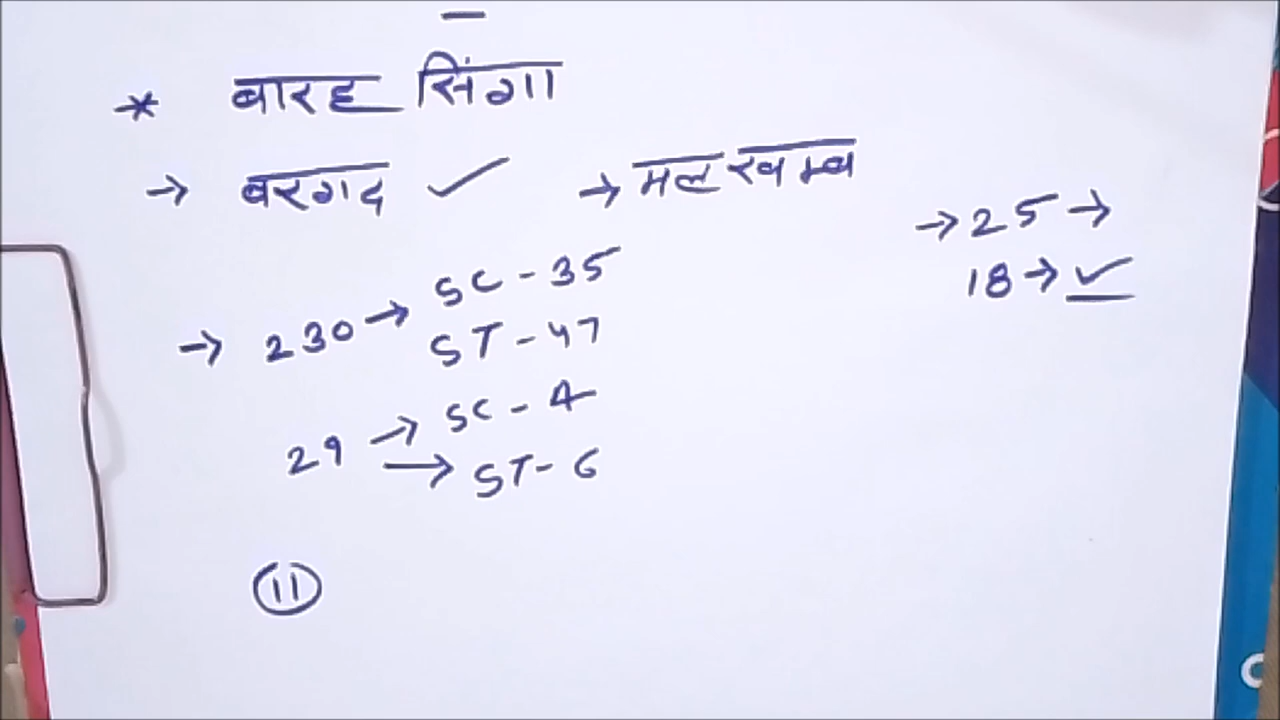 * बारह सिंगा
→ बरगद ✓ → मलखम्ब
→ 25 →
18 → ✓
→ 230 → SC - 35
ST - 47
29 → SC - 4
→ ST - 6
11